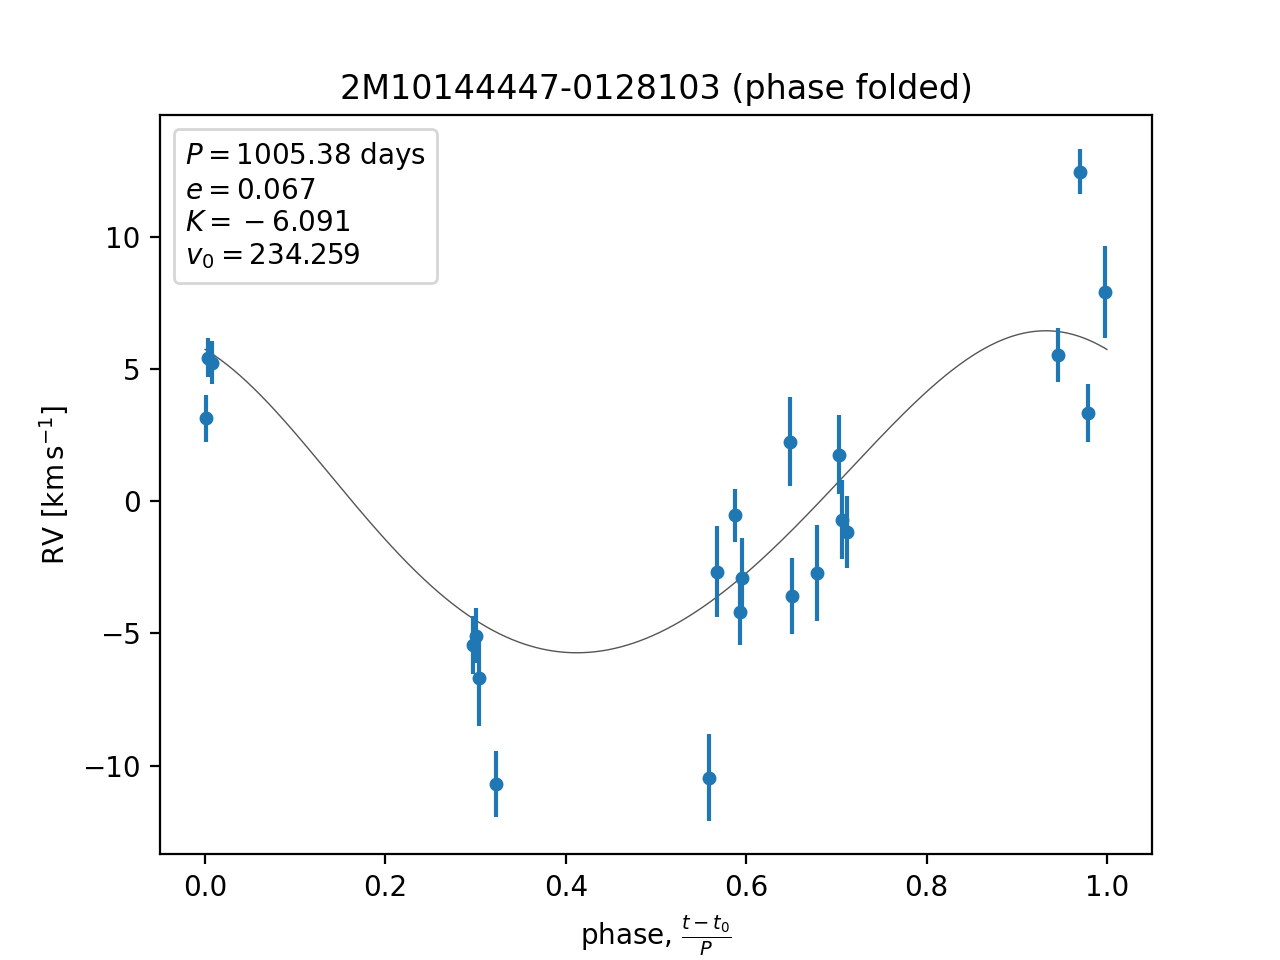 2M10144447-0128103 (phase folded)
P = 1005.38 days
e = 0.067
K = −6.091
v₀ = 234.259
10
5
0
−5
−10
RV [km s⁻¹]
0.0 0.2 0.4 0.6 0.8 1.0
phase, (t − t₀)/P